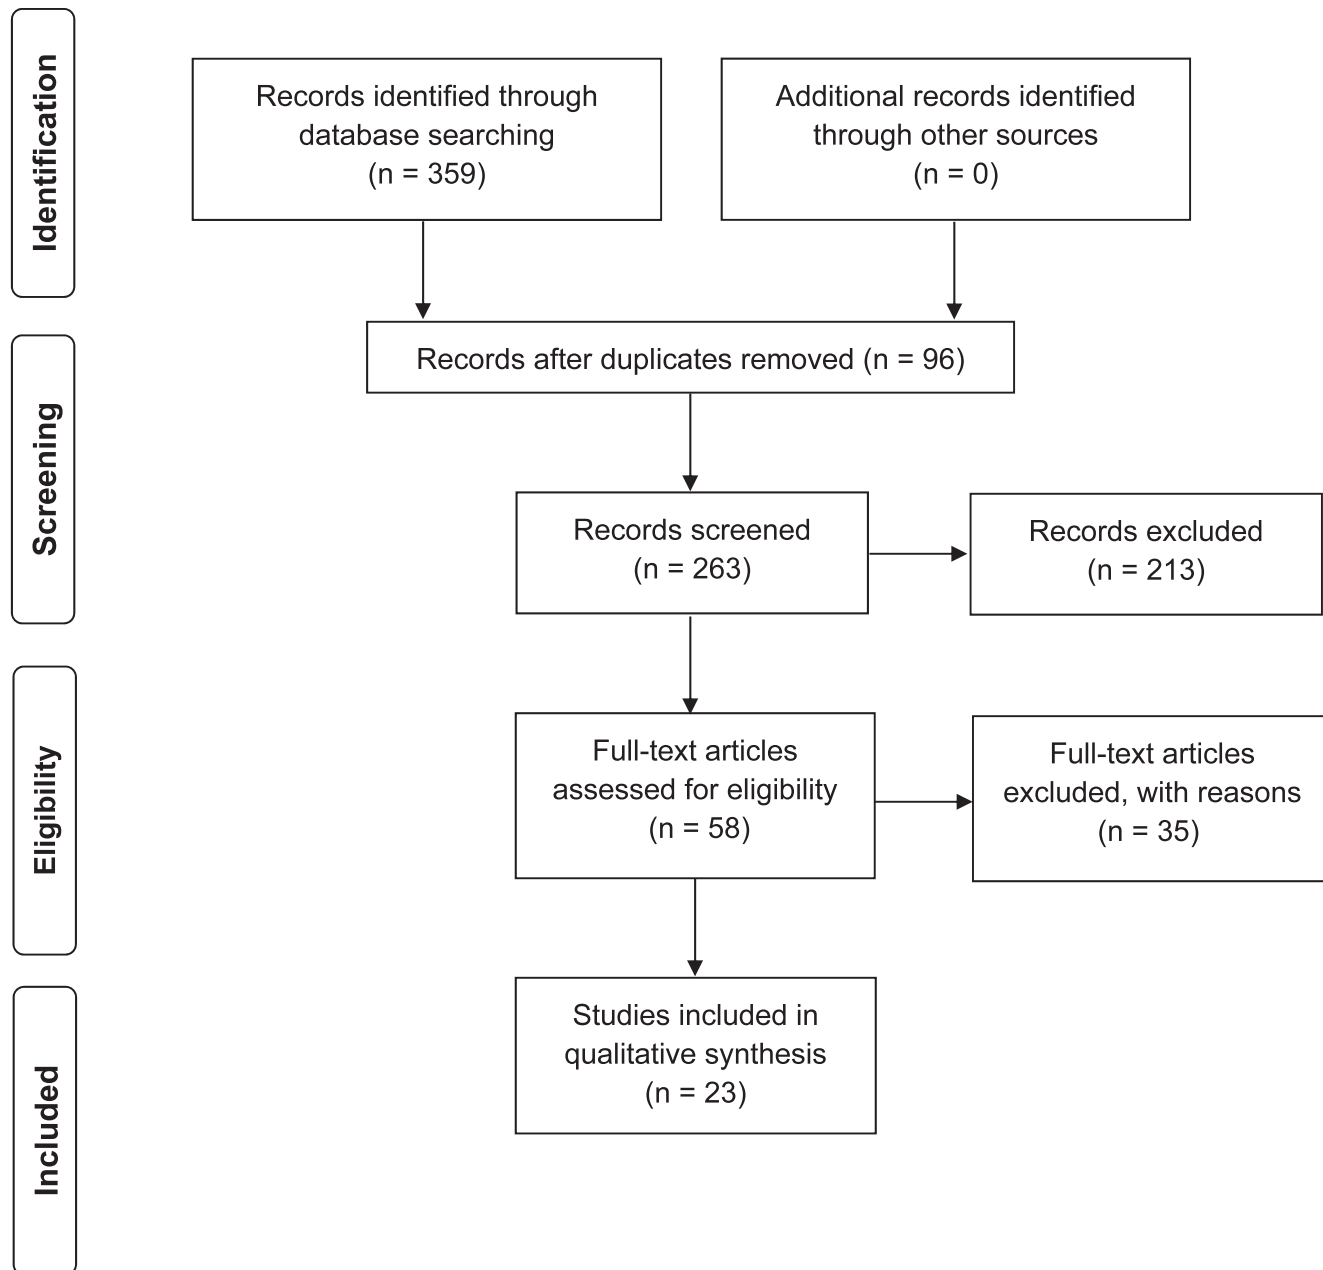 Identification
Records identified through
database searching
(n = 359)
Additional records identified
through other sources
(n = 0)
Screening
Records after duplicates removed (n = 96)
Records screened
(n = 263)
Records excluded
(n = 213)
Eligibility
Full-text articles
assessed for eligibility
(n = 58)
Full-text articles
excluded, with reasons
(n = 35)
Included
Studies included in
qualitative synthesis
(n = 23)